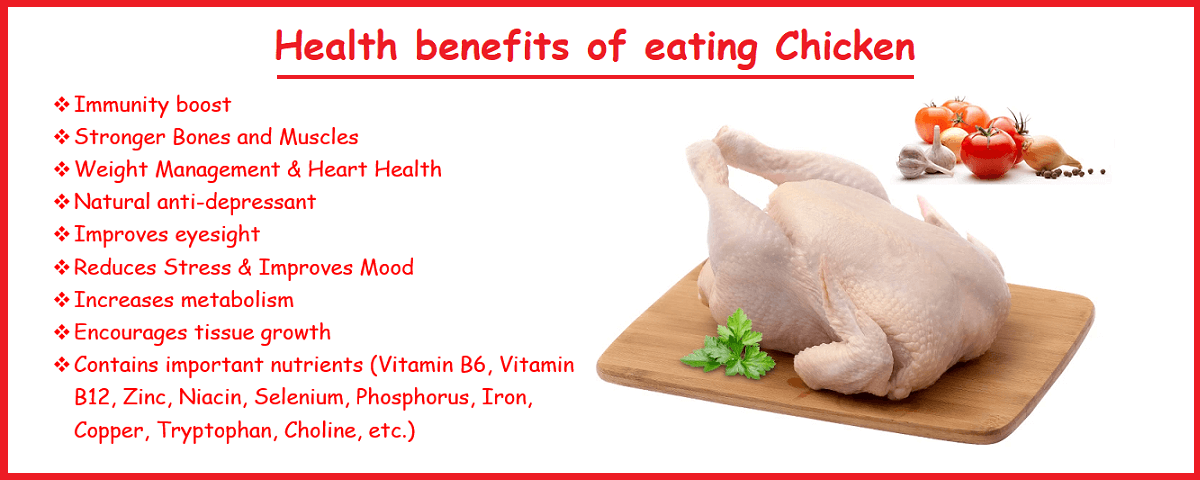 Health benefits of eating Chicken
❖Immunity boost
❖Stronger Bones and Muscles
❖Weight Management & Heart Health
❖Natural anti-depressant
❖Improves eyesight
❖Reduces Stress & Improves Mood
❖Increases metabolism
❖Encourages tissue growth
❖Contains important nutrients (Vitamin B6, Vitamin
B12, Zinc, Niacin, Selenium, Phosphorus, Iron,
Copper, Tryptophan, Choline, etc.)